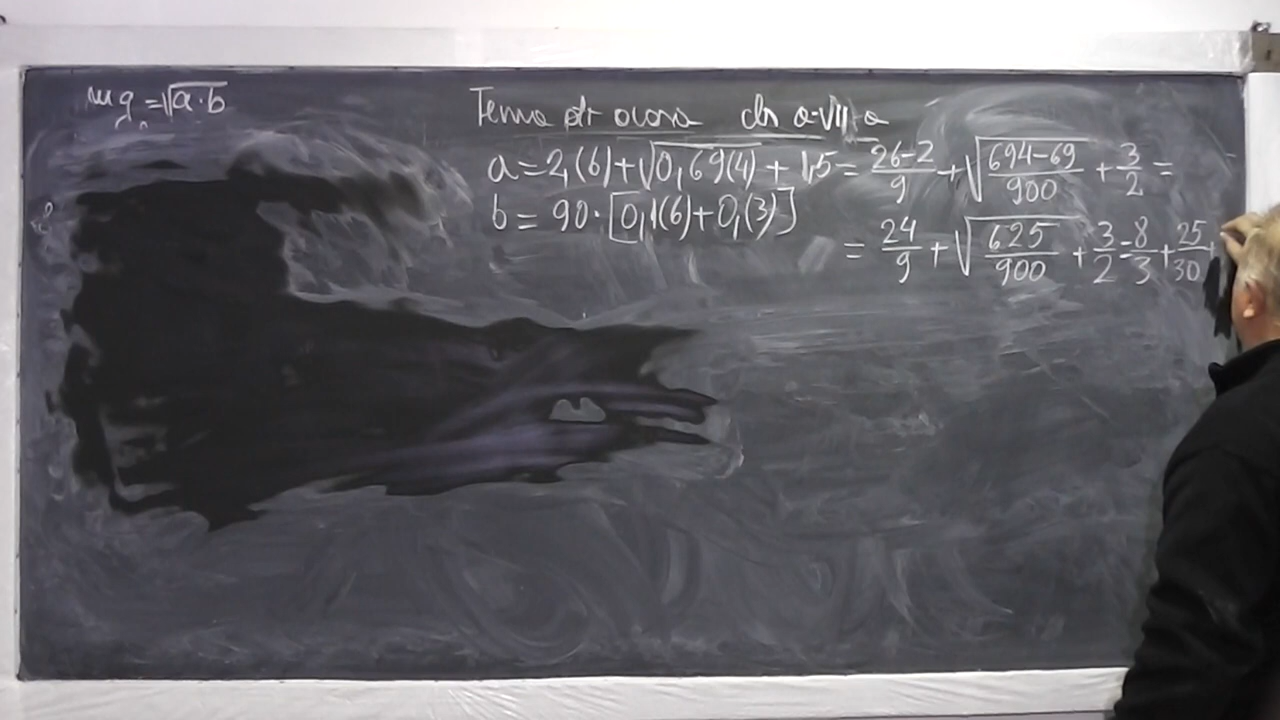 mg = √a·b
Tema de acasa cls a-VII-a
a = 2,(6) + √0,69(4) + 1,5 = 26-2/9 + √694-69/900 + 3/2 =
b = 90·[0,1(6) + 0,(3)]
= 24/9 + √625/900 + 3/2 = 8/3 + 25/30 +